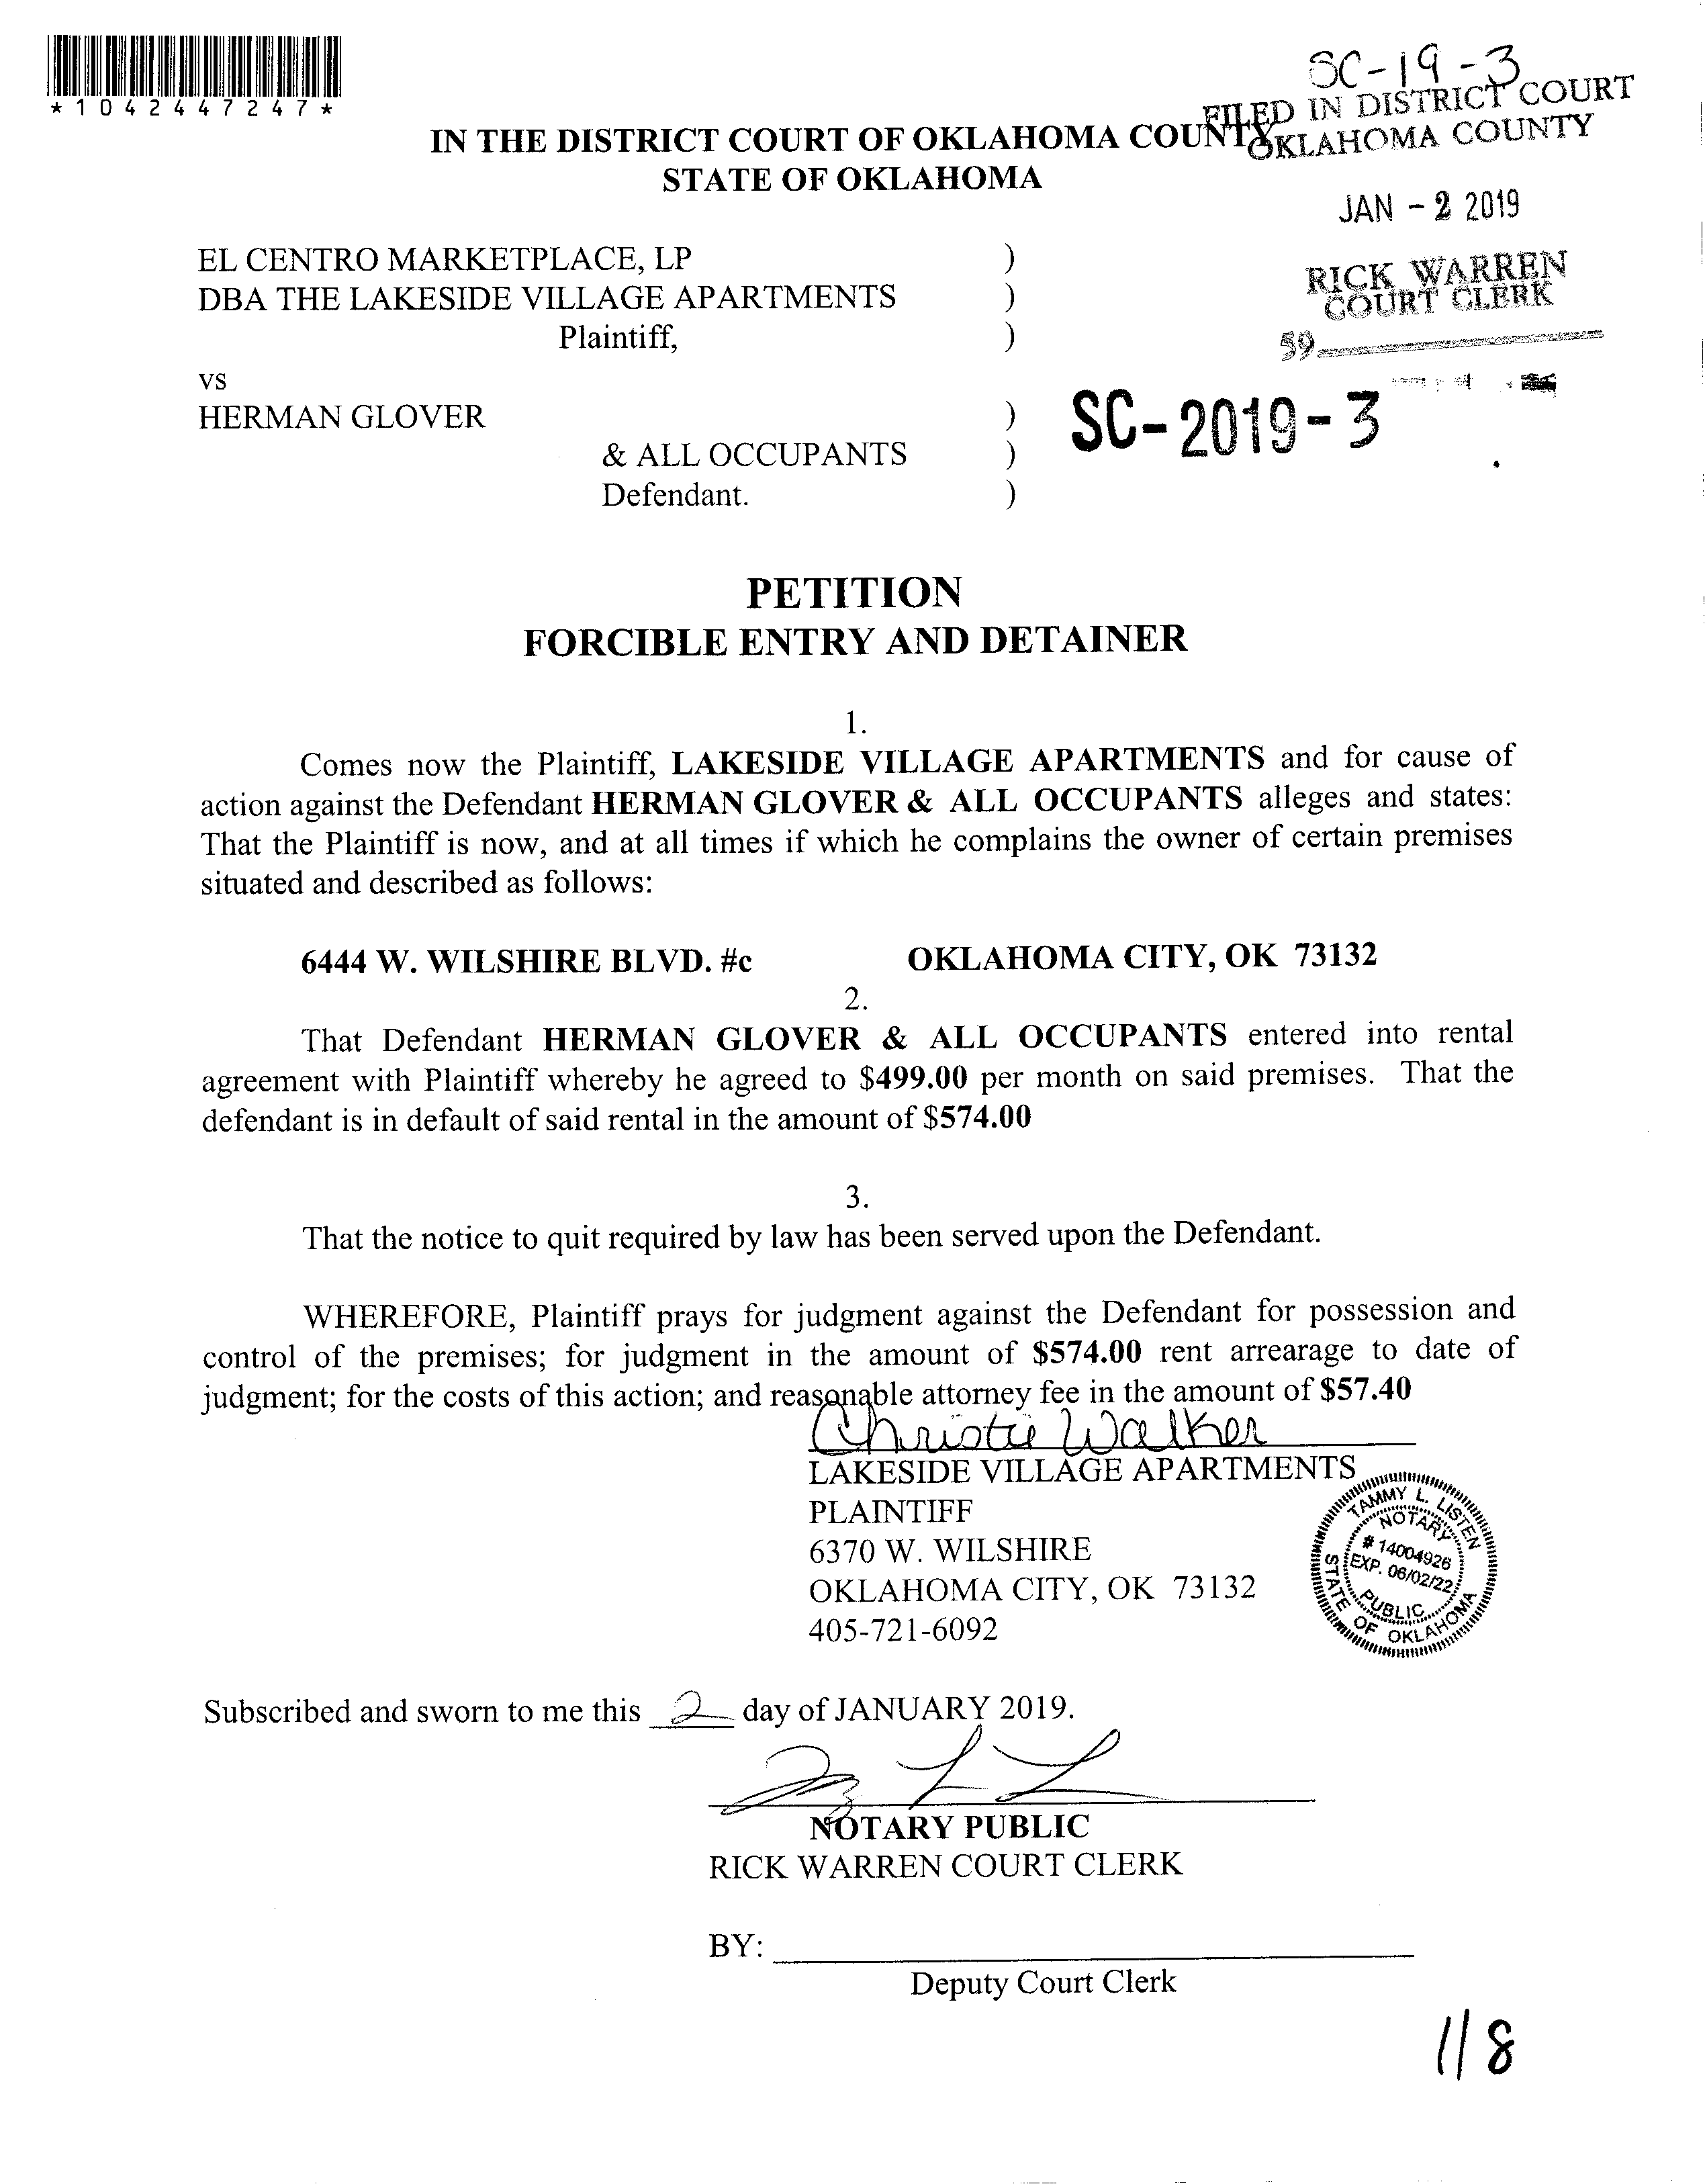 *1042447247*
SC-19-3
FILED IN DISTRICT COURT
OKLAHOMA COUNTY
IN THE DISTRICT COURT OF OKLAHOMA COUNTY
STATE OF OKLAHOMA
JAN - 2 2019
EL CENTRO MARKETPLACE, LP )
DBA THE LAKESIDE VILLAGE APARTMENTS )
Plaintiff, )
RICK WARREN
COURT CLERK
59
vs
HERMAN GLOVER )
& ALL OCCUPANTS )
Defendant. )
SC-2019-3
PETITION
FORCIBLE ENTRY AND DETAINER
1.
Comes now the Plaintiff, LAKESIDE VILLAGE APARTMENTS and for cause of
action against the Defendant HERMAN GLOVER & ALL OCCUPANTS alleges and states:
That the Plaintiff is now, and at all times if which he complains the owner of certain premises
situated and described as follows:
6444 W. WILSHIRE BLVD. #c OKLAHOMA CITY, OK 73132
2.
That Defendant HERMAN GLOVER & ALL OCCUPANTS entered into rental
agreement with Plaintiff whereby he agreed to $499.00 per month on said premises. That the
defendant is in default of said rental in the amount of $574.00
3.
That the notice to quit required by law has been served upon the Defendant.
WHEREFORE, Plaintiff prays for judgment against the Defendant for possession and
control of the premises; for judgment in the amount of $574.00 rent arrearage to date of
judgment; for the costs of this action; and reasonable attorney fee in the amount of $57.40
Christie Walker
LAKESIDE VILLAGE APARTMENTS
PLAINTIFF
6370 W. WILSHIRE
OKLAHOMA CITY, OK 73132
405-721-6092
TAMMY L. LISTEN
NOTARY
# 14004926
EXP. 06/02/22
PUBLIC
STATE OF OKLAHOMA
Subscribed and sworn to me this 2 day of JANUARY 2019.
NOTARY PUBLIC
RICK WARREN COURT CLERK
BY:
Deputy Court Clerk
1/8